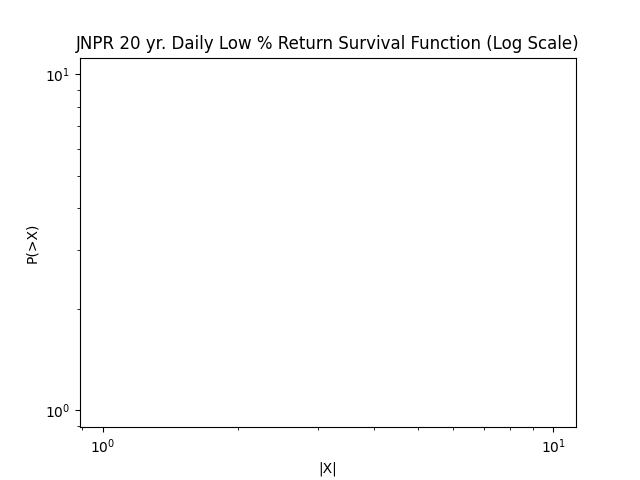 JNPR 20 yr. Daily Low % Return Survival Function (Log Scale)
10¹
P(>X)
10⁰
10⁰ 10¹
|X|